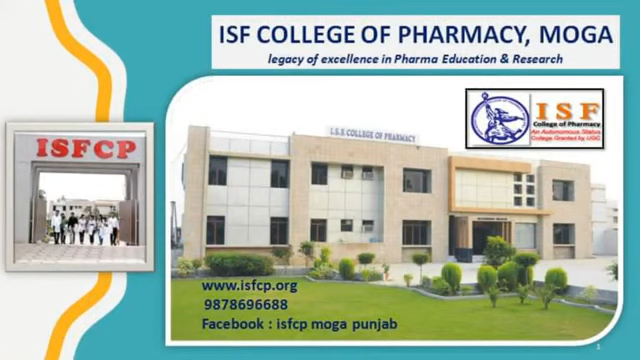 ISF COLLEGE OF PHARMACY, MOGA
legacy of excellence in Pharma Education & Research
ISF
College of Pharmacy
An Autonomous Status
College, Granted by UGC
I.S.F. COLLEGE OF PHARMACY
ISFCP
www.isfcp.org
9878696688
Facebook : isfcp moga punjab
1